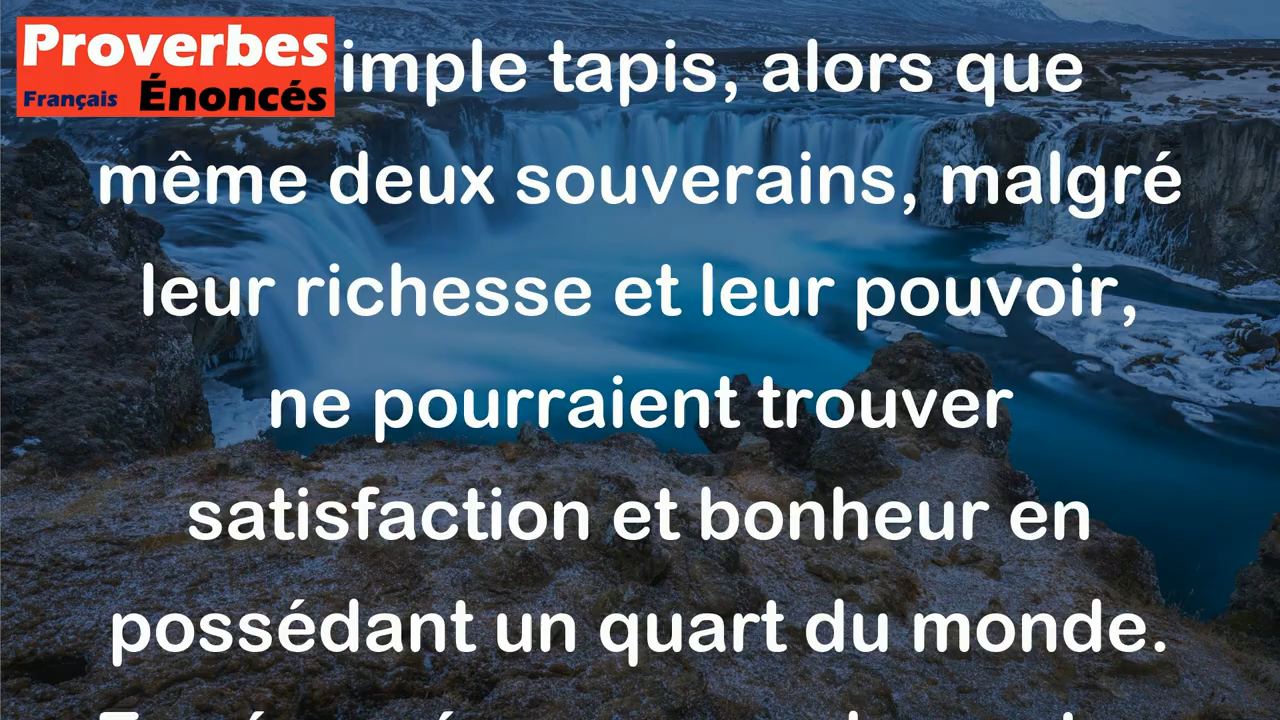 Proverbes
Français Énoncés
simple tapis, alors que
même deux souverains, malgré
leur richesse et leur pouvoir,
ne pourraient trouver
satisfaction et bonheur en
possédant un quart du monde.